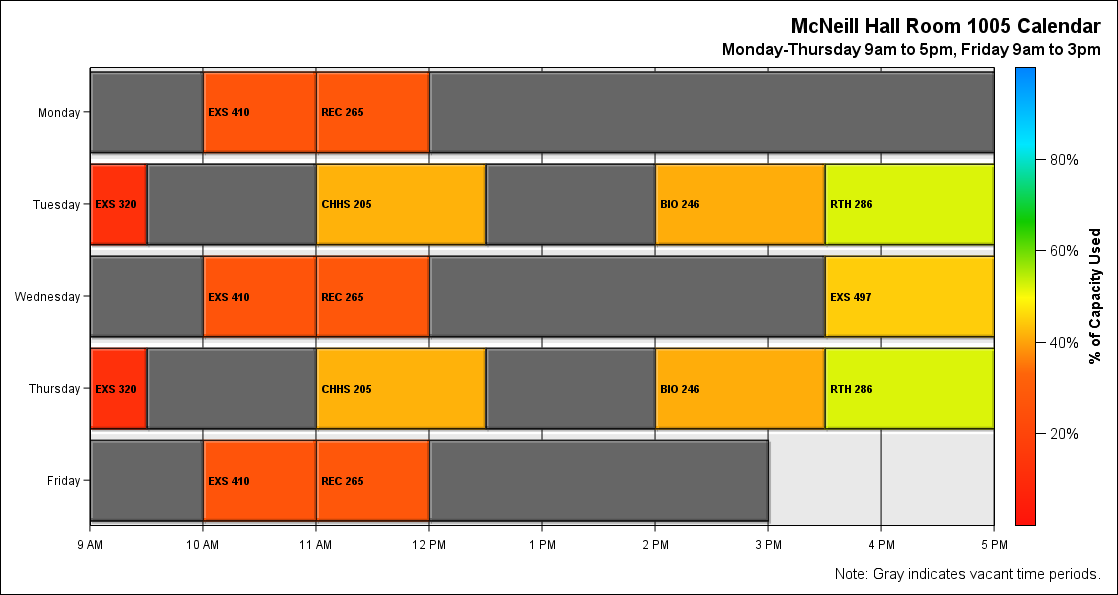 McNeill Hall Room 1005 Calendar
Monday-Thursday 9am to 5pm, Friday 9am to 3pm
Monday
EXS 410
REC 265
Tuesday
EXS 320
CHHS 205
BIO 246
RTH 286
Wednesday
EXS 410
REC 265
EXS 497
Thursday
EXS 320
CHHS 205
BIO 246
RTH 286
Friday
EXS 410
REC 265
9 AM 10 AM 11 AM 12 PM 1 PM 2 PM 3 PM 4 PM 5 PM
80%
60%
40%
20%
% of Capacity Used
Note: Gray indicates vacant time periods.